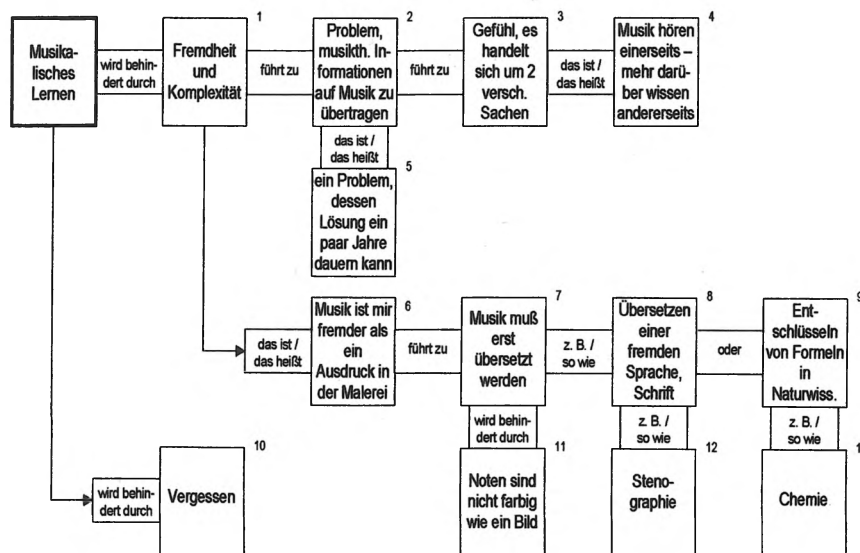 Musika-
lisches
Lernen
wird behin-
dert durch
1
Fremdheit
und
Komplexität
führt zu
2
Problem,
musikth. In-
formationen
auf Musik zu
übertragen
führt zu
3
Gefühl, es
handelt
sich um 2
versch.
Sachen
das ist /
das heißt
4
Musik hören
einerseits –
mehr darü-
ber wissen
andererseits
das ist /
das heißt
5
ein Problem,
dessen
Lösung ein
paar Jahre
dauern kann
das ist /
das heißt
6
Musik ist mir
fremder als
ein
Ausdruck in
der Malerei
führt zu
7
Musik muß
erst
übersetzt
werden
z. B. /
so wie
8
Übersetzen
einer
fremden
Sprache,
Schrift
oder
9
Ent-
schlüsseln
von Formeln
in
Naturwiss.
wird behin-
dert durch
z. B. /
so wie
z. B. /
so wie
wird behin-
dert durch
10
Vergessen
11
Noten sind
nicht farbig
wie ein Bild
12
Steno-
graphie
1
Chemie